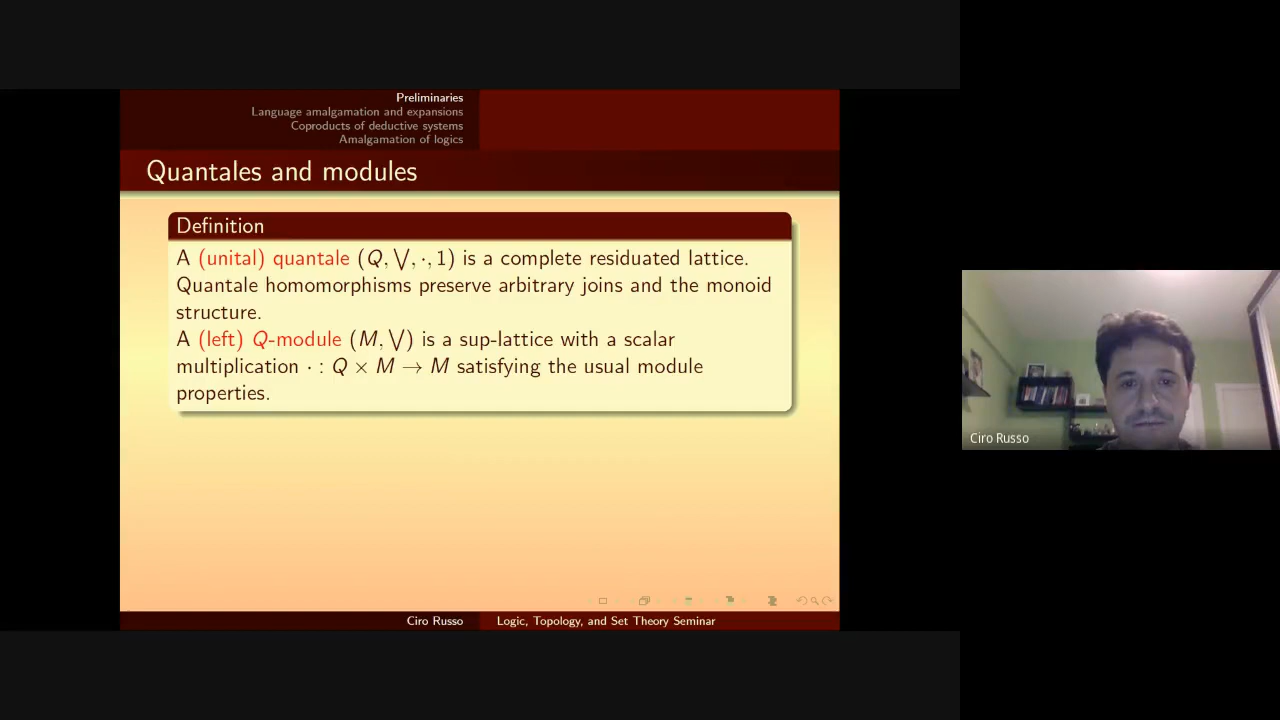 Preliminaries
Language amalgamation and expansions
Coproducts of deductive systems
Amalgamation of logics
Quantales and modules
Definition
A (unital) quantale (Q, ⋁, ·, 1) is a complete residuated lattice.
Quantale homomorphisms preserve arbitrary joins and the monoid
structure.
A (left) Q-module (M, ⋁) is a sup-lattice with a scalar
multiplication · : Q × M → M satisfying the usual module
properties.
Ciro Russo
Logic, Topology, and Set Theory Seminar
Ciro Russo